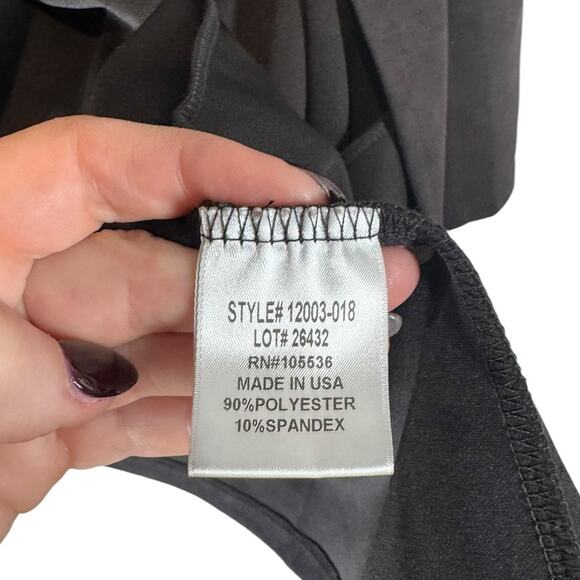 STYLE# 12003-018
LOT# 26432
RN#105536
MADE IN USA
90%POLYESTER
10%SPANDEX